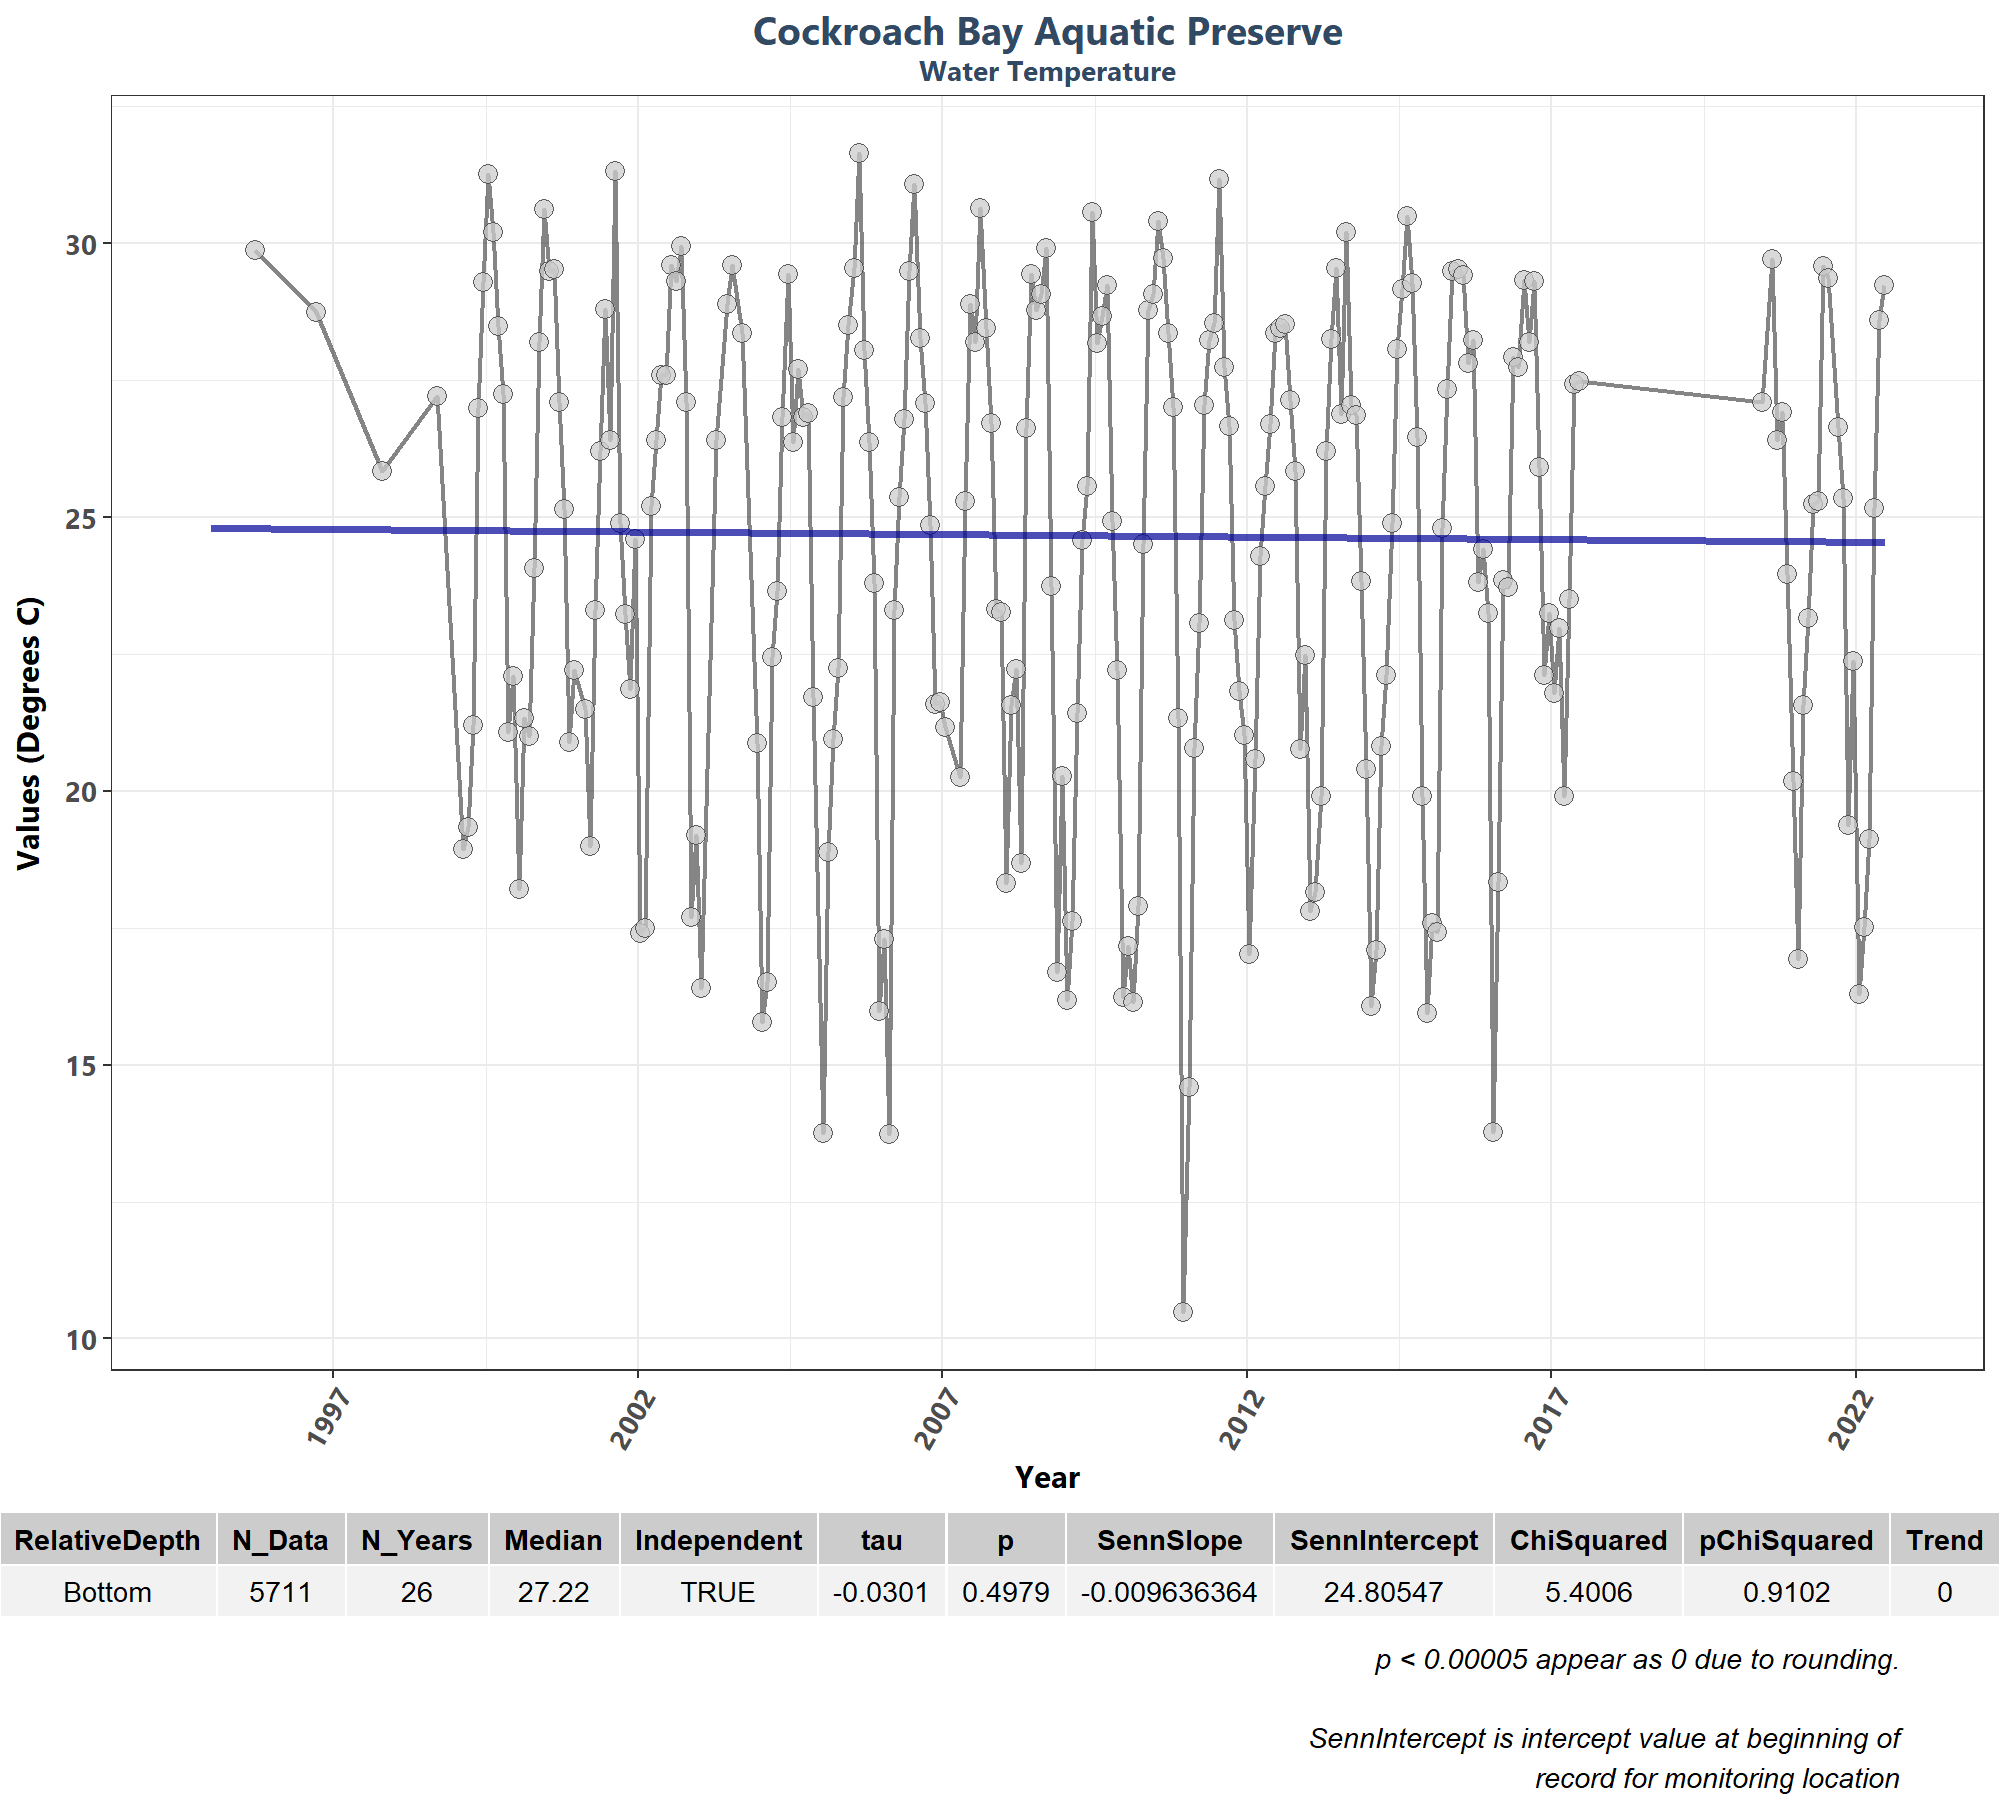 Cockroach Bay Aquatic Preserve
Water Temperature
Values (Degrees C)
30
25
20
15
10
1997 2002 2007 2012 2017 2022
Year
RelativeDepth N_Data N_Years Median Independent tau p SennSlope SennIntercept ChiSquared pChiSquared Trend
Bottom 5711 26 27.22 TRUE -0.0301 0.4979 -0.009636364 24.80547 5.4006 0.9102 0
p < 0.00005 appear as 0 due to rounding.
SennIntercept is intercept value at beginning of
record for monitoring location